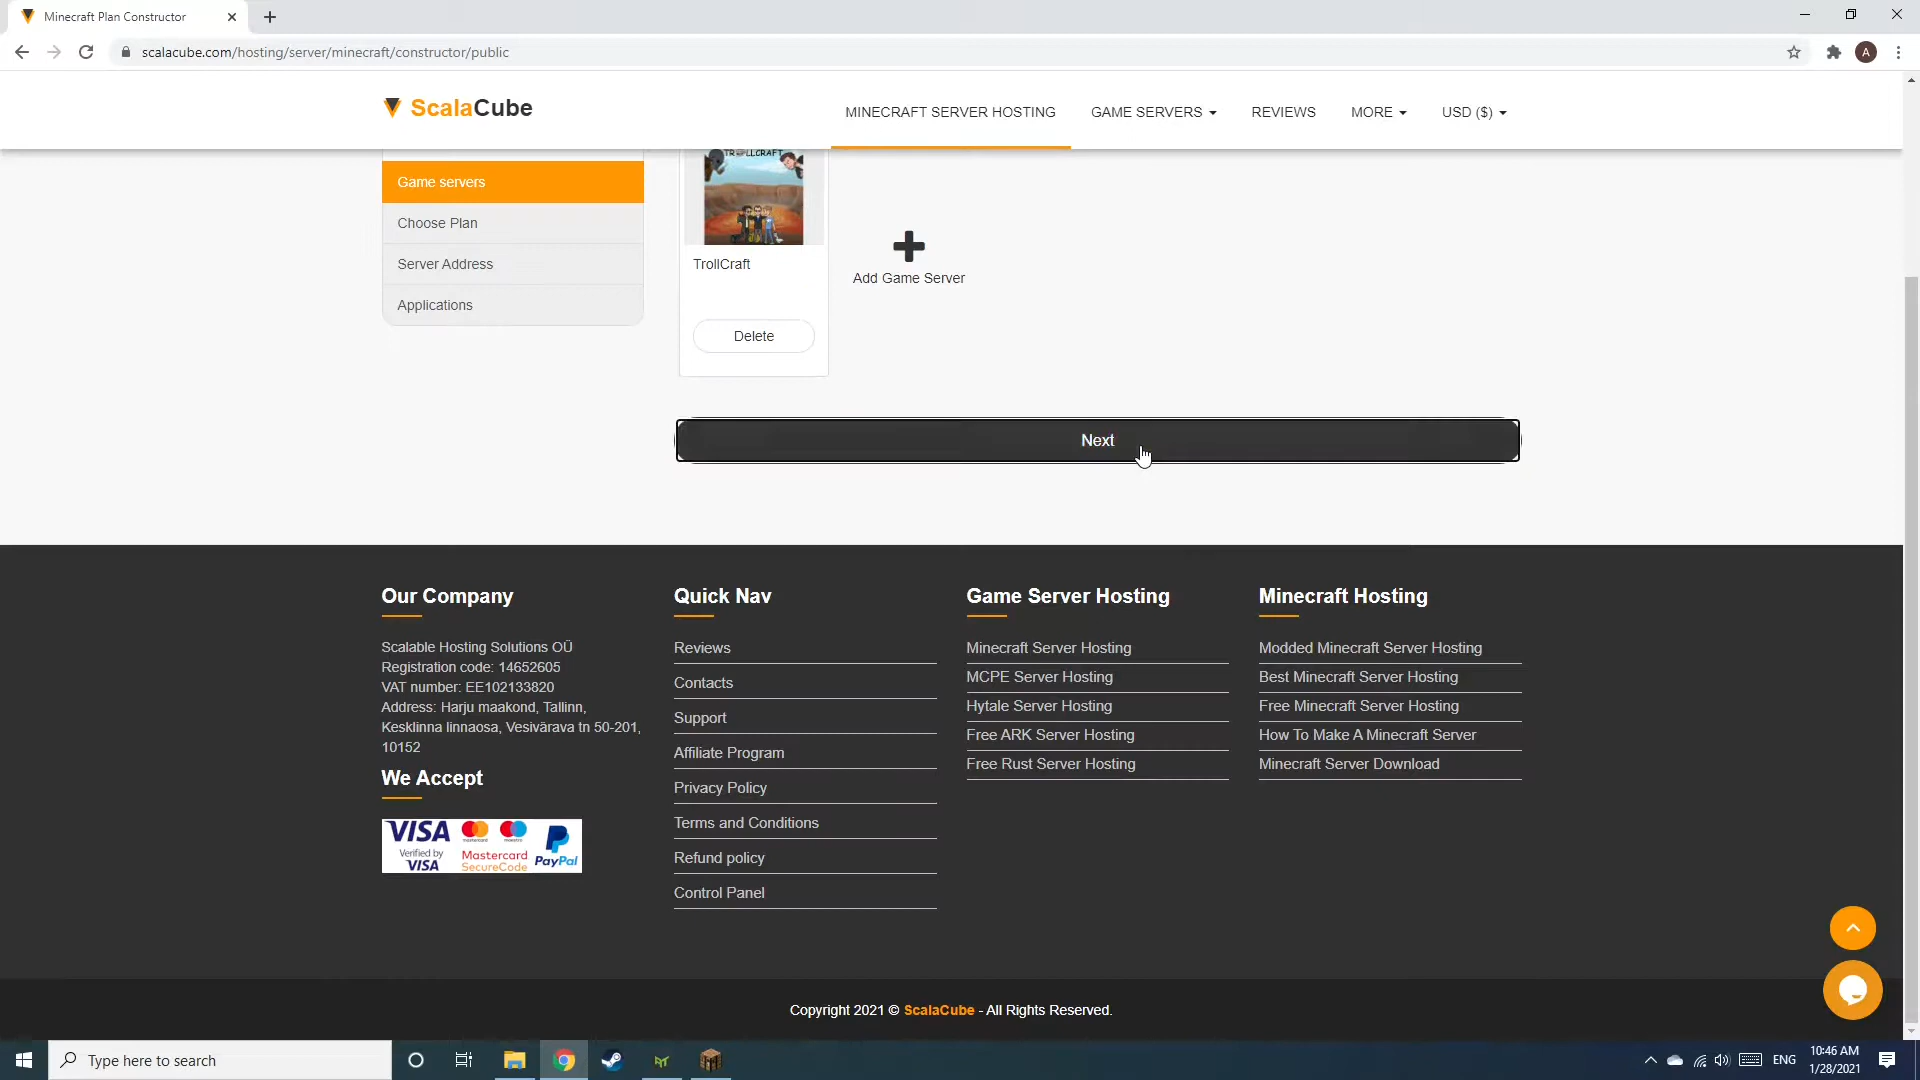 Minecraft Plan Constructor
scalacube.com/hosting/server/minecraft/constructor/public
A
ScalaCube
MINECRAFT SERVER HOSTING
GAME SERVERS
REVIEWS
MORE
USD ($)
Game servers
Choose Plan
Server Address
Applications
TROLLCRAFT
TrollCraft
Delete
Add Game Server
Next
Our Company
Scalable Hosting Solutions OÜ
Registration code: 14652605
VAT number: EE102133820
Address: Harju maakond, Tallinn,
Kesklinna linnaosa, Vesivärava tn 50-201,
10152
We Accept
VISA
Verified by
VISA
mastercard
maestro
Mastercard
SecureCode
PayPal
Quick Nav
Reviews
Contacts
Support
Affiliate Program
Privacy Policy
Terms and Conditions
Refund policy
Control Panel
Game Server Hosting
Minecraft Server Hosting
MCPE Server Hosting
Hytale Server Hosting
Free ARK Server Hosting
Free Rust Server Hosting
Minecraft Hosting
Modded Minecraft Server Hosting
Best Minecraft Server Hosting
Free Minecraft Server Hosting
How To Make A Minecraft Server
Minecraft Server Download
Copyright 2021 © ScalaCube - All Rights Reserved.
Type here to search
ENG
10:46 AM
1/28/2021